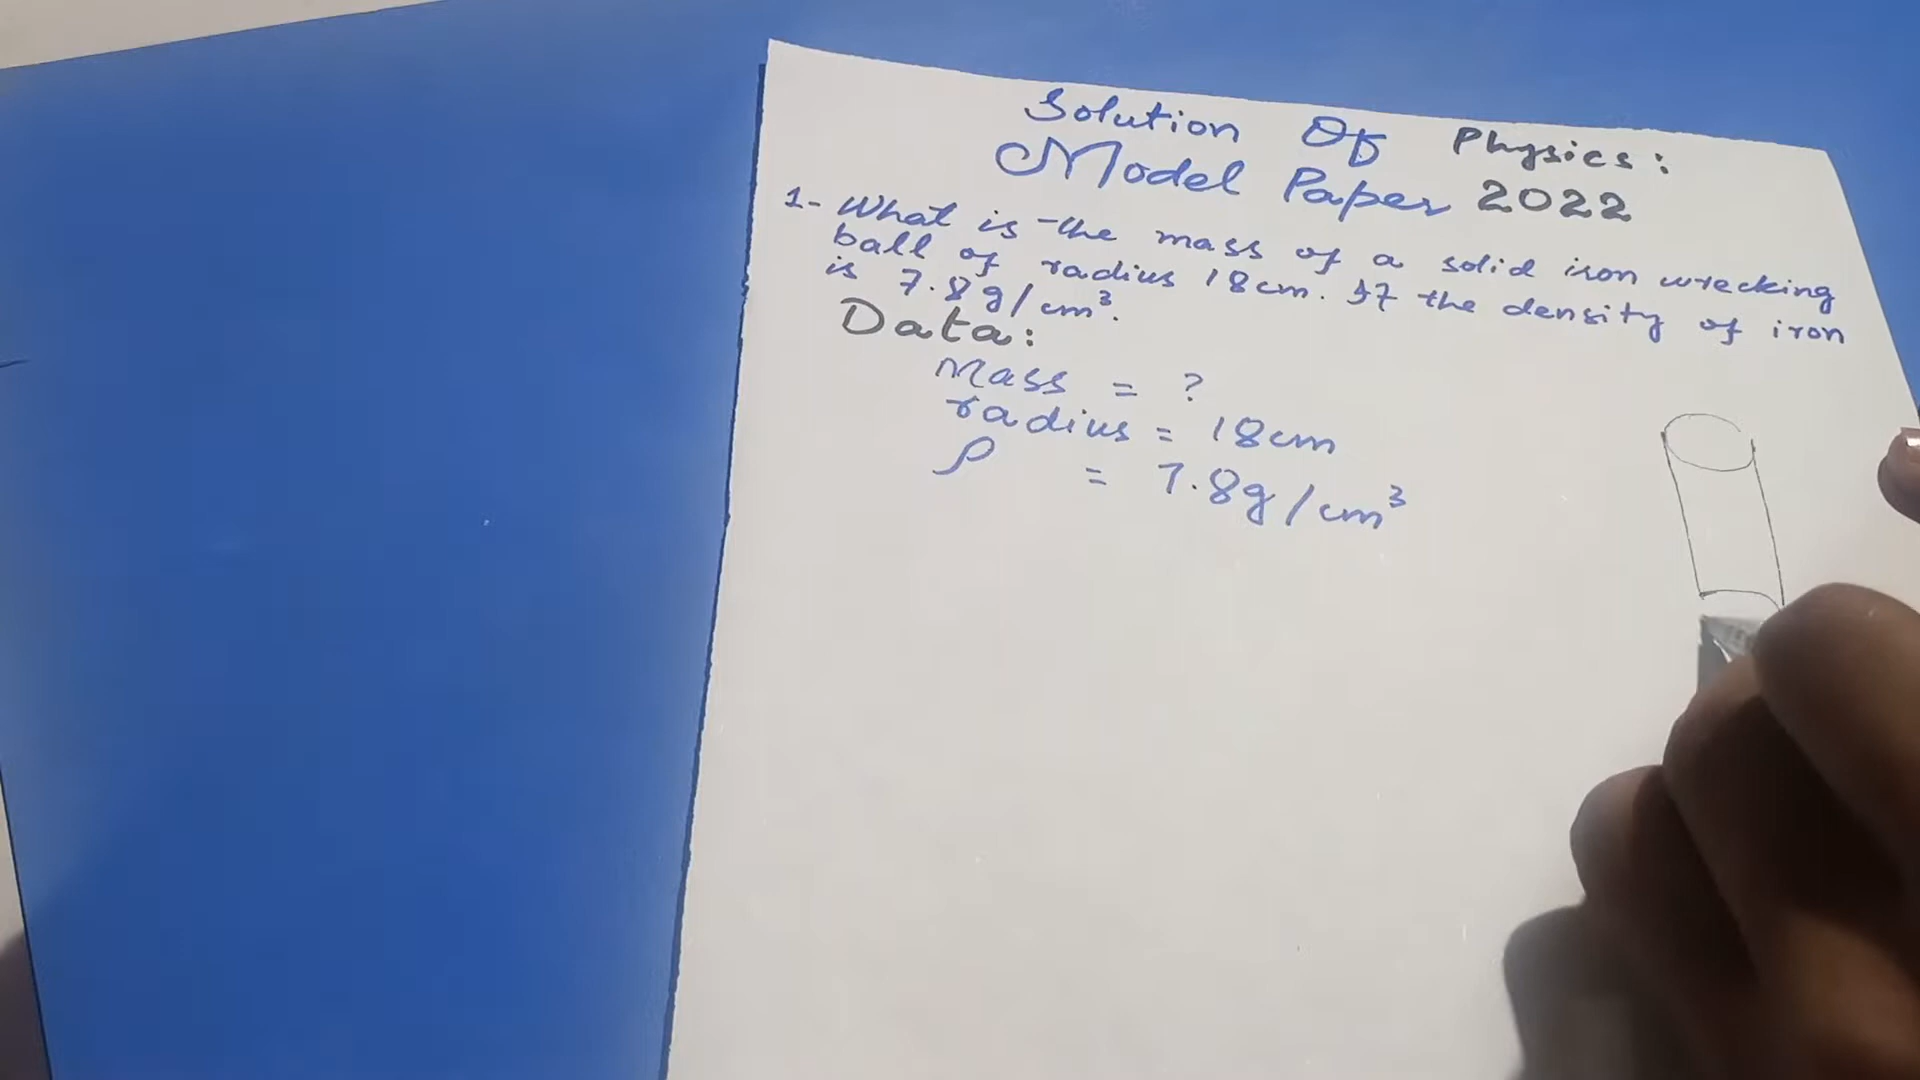 Solution Of Physics:
Model Paper 2022
1- What is the mass of a solid iron wrecking
ball of radius 18cm. If the density of iron
is 7.8g/cm³.
Data:
Mass = ?
radius = 18cm
ρ = 7.8g/cm³